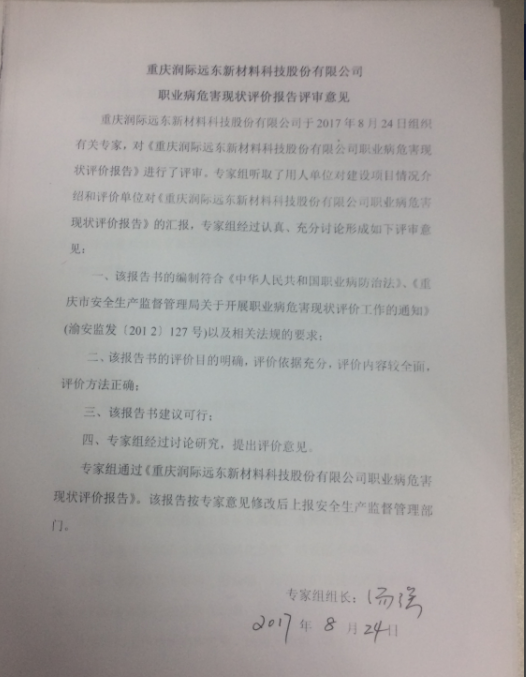 重庆润际远东新材料科技股份有限公司
职业病危害现状评价报告评审意见
重庆润际远东新材料科技股份有限公司于2017年8月24日组织
有关专家，对《重庆润际远东新材料科技股份有限公司职业病危害现
状评价报告》进行了评审。专家组听取了用人单位对建设项目情况介
绍和评价单位对《重庆润际远东新材料科技股份有限公司职业病危害
现状评价报告》的汇报，专家组经过认真、充分讨论形成如下评审意
见：
一、该报告书的编制符合《中华人民共和国职业病防治法》、《重
庆市安全生产监督管理局关于开展职业病危害现状评价工作的通知》
(渝安监发〔2012〕127号)以及相关法规的要求；
二、该报告书的评价目的明确，评价依据充分，评价内容较全面，
评价方法正确；
三、该报告书建议可行；
四、专家组经过讨论研究，提出评价意见。
专家组通过《重庆润际远东新材料科技股份有限公司职业病危害
现状评价报告》。该报告按专家意见修改后上报安全生产监督管理部
门。
专家组组长：汤强
2017年8月24日